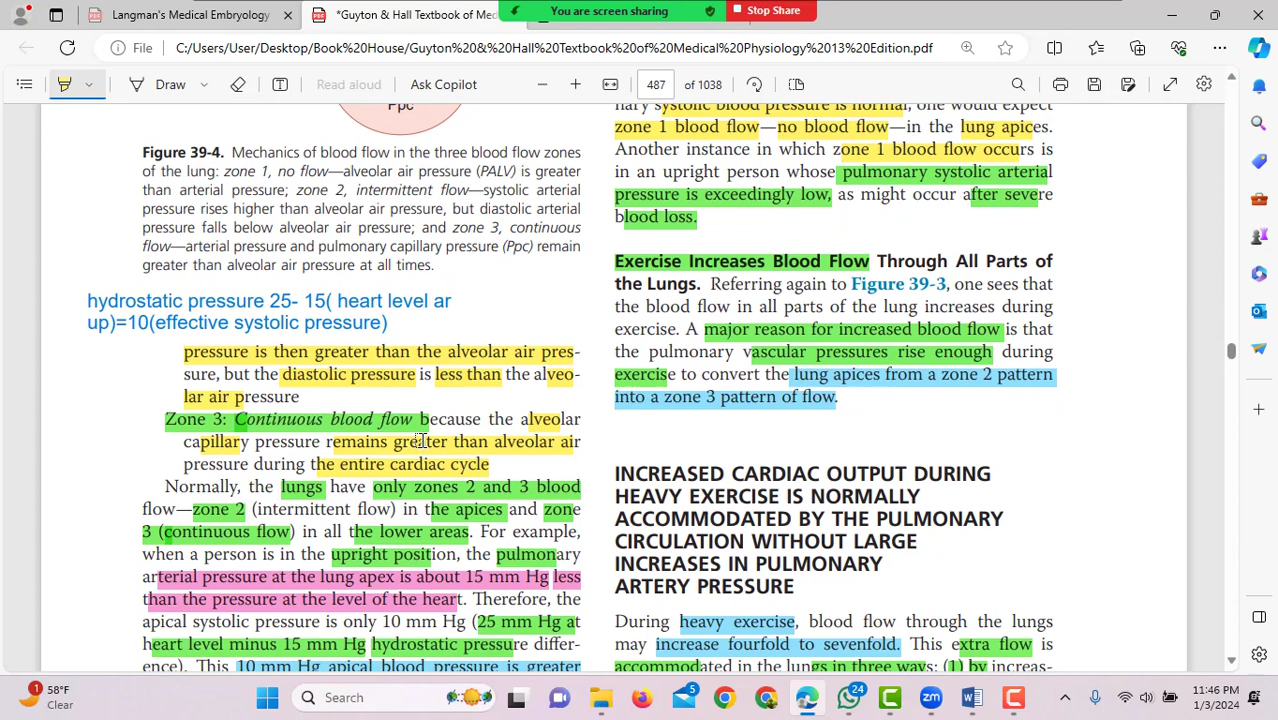 Langman's Medical Embryology
*Guyton & Hall Textbook of Med
You are screen sharing
Stop Share
File
C:/Users/User/Desktop/Book%20House/Guyton%20&%20Hall%20Textbook%20of%20Medical%20Physiology%2013%20Edition.pdf
Draw
Read aloud
Ask Copilot
487
of 1038
Ppc
Figure 39-4. Mechanics of blood flow in the three blood flow zones
of the lung: zone 1, no flow—alveolar air pressure (PALV) is greater
than arterial pressure; zone 2, intermittent flow—systolic arterial
pressure rises higher than alveolar air pressure, but diastolic arterial
pressure falls below alveolar air pressure; and zone 3, continuous
flow—arterial pressure and pulmonary capillary pressure (Ppc) remain
greater than alveolar air pressure at all times.
hydrostatic pressure 25- 15( heart level ar
up)=10(effective systolic pressure)
pressure is then greater than the alveolar air pres-
sure, but the diastolic pressure is less than the alveo-
lar air pressure
Zone 3: Continuous blood flow because the alveolar
capillary pressure remains greater than alveolar air
pressure during the entire cardiac cycle
Normally, the lungs have only zones 2 and 3 blood
flow—zone 2 (intermittent flow) in the apices and zone
3 (continuous flow) in all the lower areas. For example,
when a person is in the upright position, the pulmonary
arterial pressure at the lung apex is about 15 mm Hg less
than the pressure at the level of the heart. Therefore, the
apical systolic pressure is only 10 mm Hg (25 mm Hg at
heart level minus 15 mm Hg hydrostatic pressure differ-
ence). This 10 mm Hg apical blood pressure is greater
nary systolic blood pressure is normal, one would expect
zone 1 blood flow—no blood flow—in the lung apices.
Another instance in which zone 1 blood flow occurs is
in an upright person whose pulmonary systolic arterial
pressure is exceedingly low, as might occur after severe
blood loss.
Exercise Increases Blood Flow Through All Parts of
the Lungs. Referring again to Figure 39-3, one sees that
the blood flow in all parts of the lung increases during
exercise. A major reason for increased blood flow is that
the pulmonary vascular pressures rise enough during
exercise to convert the lung apices from a zone 2 pattern
into a zone 3 pattern of flow.
INCREASED CARDIAC OUTPUT DURING
HEAVY EXERCISE IS NORMALLY
ACCOMMODATED BY THE PULMONARY
CIRCULATION WITHOUT LARGE
INCREASES IN PULMONARY
ARTERY PRESSURE
During heavy exercise, blood flow through the lungs
may increase fourfold to sevenfold. This extra flow is
accommodated in the lungs in three ways: (1) by increas-
1
58°F
Clear
Search
5
24
zm
11:46 PM
1/3/2024